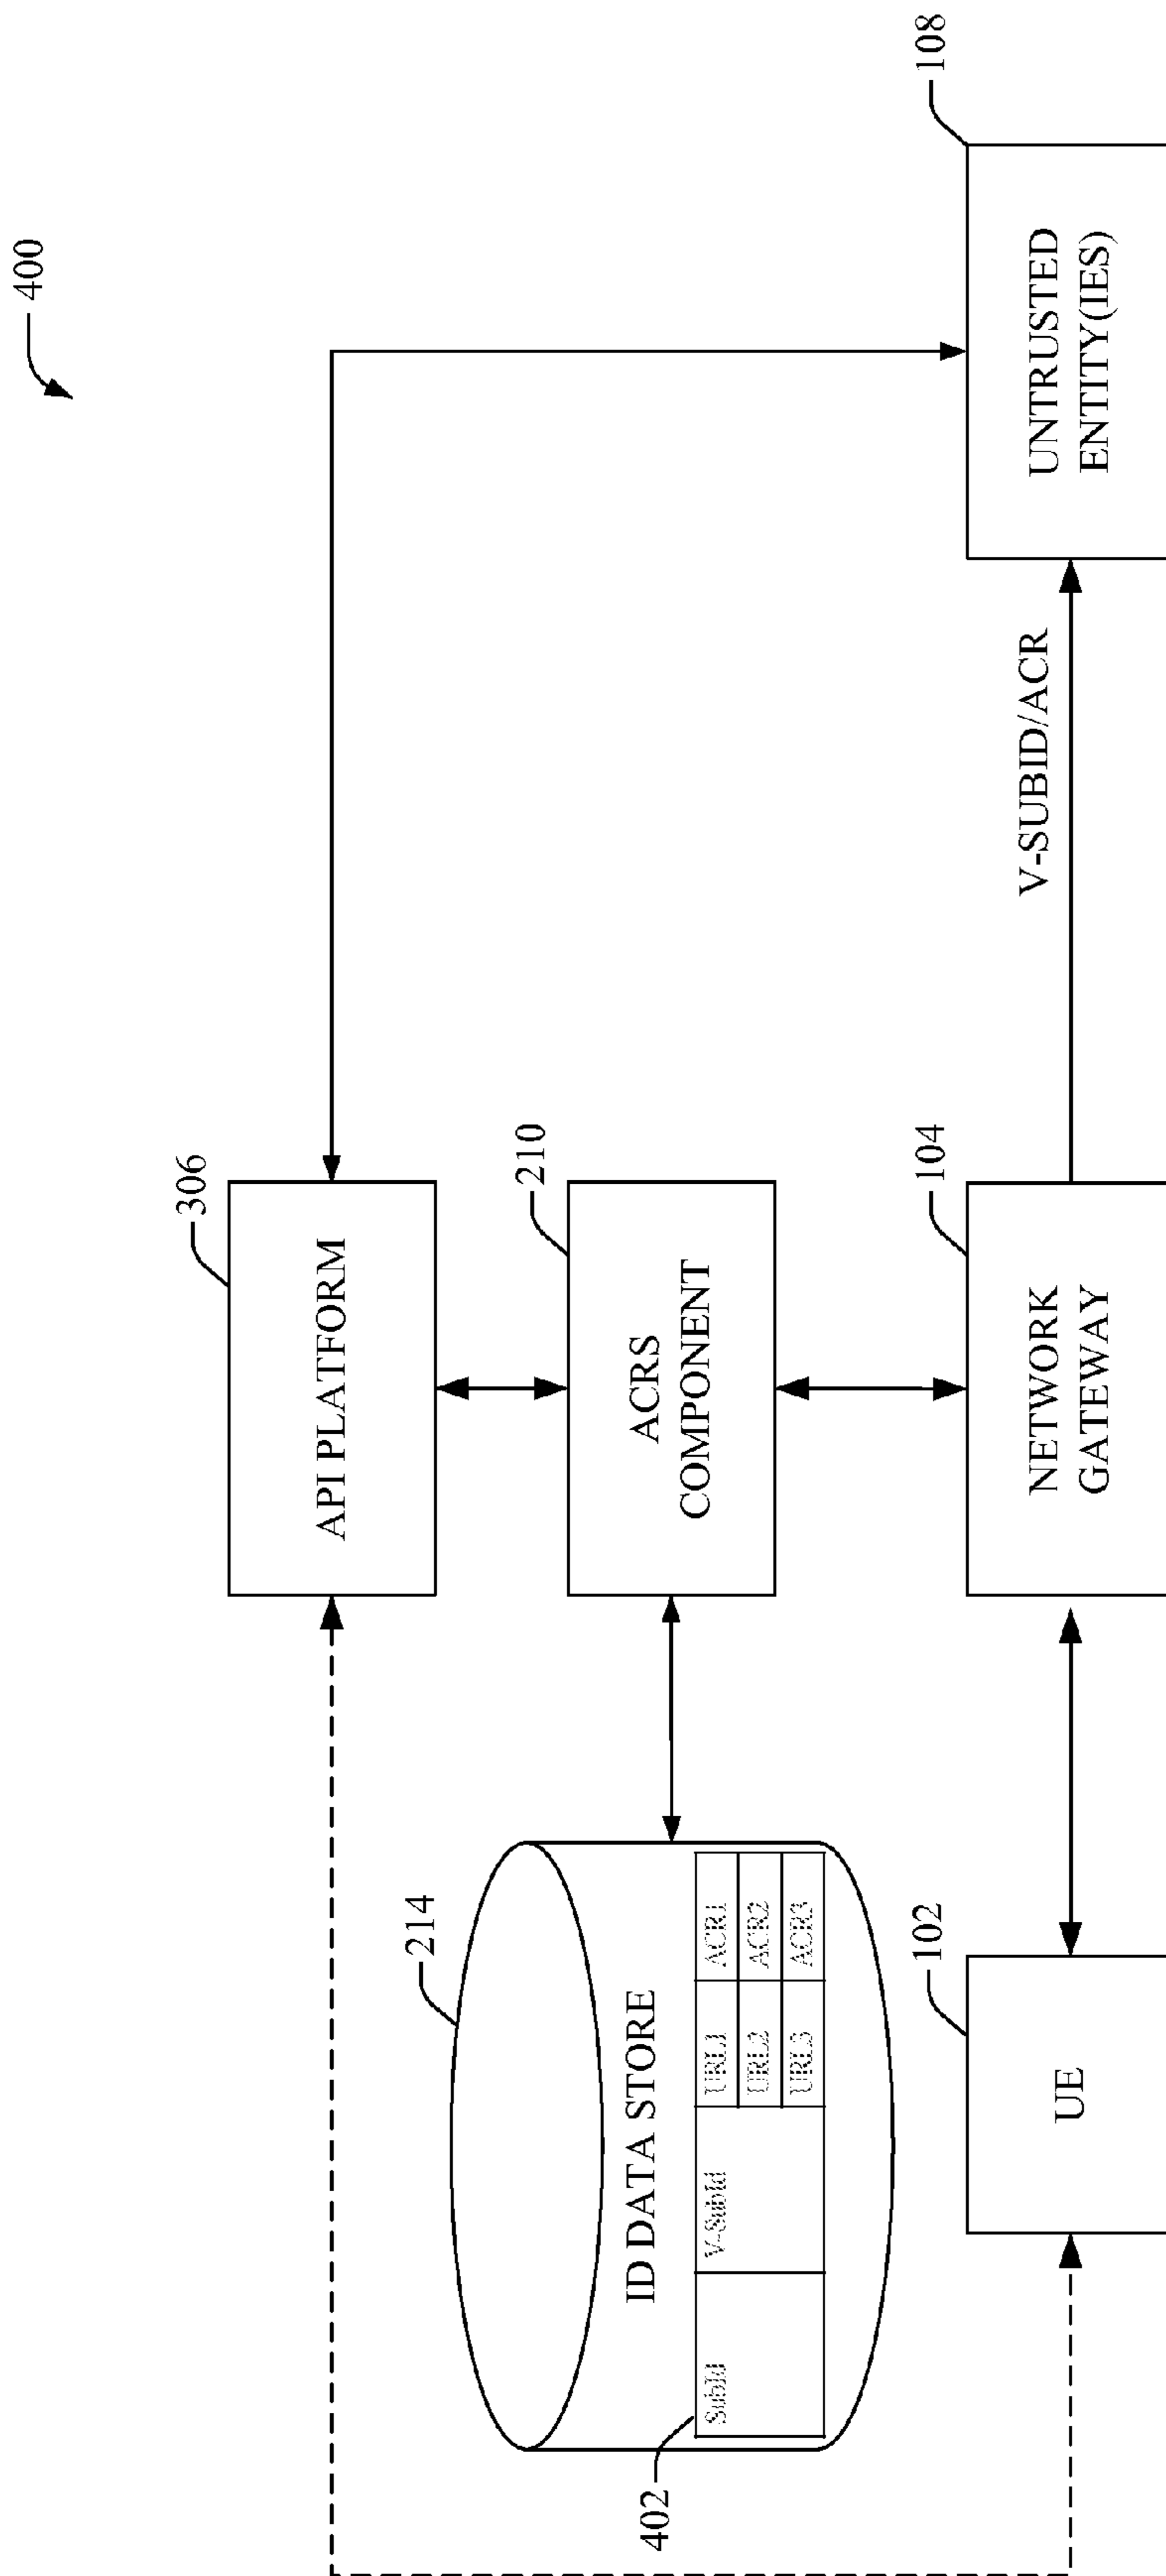 400
306
API PLATFORM
214
210
ID DATA STORE
ACRS
COMPONENT
402
SubId
V-SubId
URL1
ACR1
URL2
ACR2
URL3
ACR3
102
104
108
UE
NETWORK
GATEWAY
V-SUBID/ACR
UNTRUSTED
ENTITY(IES)